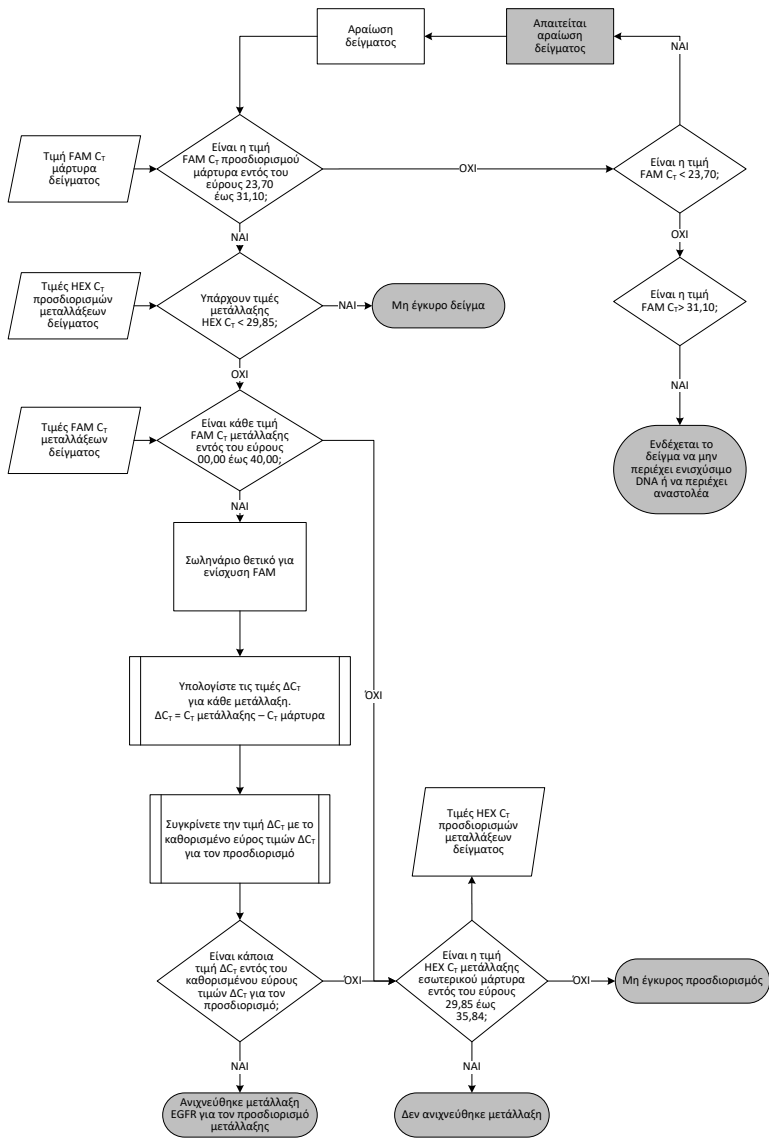 Αραίωση
δείγματος
Απαιτείται
αραίωση
δείγματος
ΝΑΙ
Τιμή FAM CT
μάρτυρα
δείγματος
Είναι η τιμή
FAM CT προσδιορισμού
μάρτυρα εντός του
εύρους 23,70
έως 31,10;
ΟΧΙ
Είναι η τιμή
FAM CT < 23,70;
ΝΑΙ
ΟΧΙ
Τιμές HEX CT
προσδιορισμών
μεταλλάξεων
δείγματος
Υπάρχουν τιμές
μετάλλαξης
HEX CT < 29,85;
ΝΑΙ
Μη έγκυρο δείγμα
Είναι η τιμή
FAM CT> 31,10;
ΟΧΙ
ΝΑΙ
Τιμές FAM CT
μεταλλάξεων
δείγματος
Είναι κάθε τιμή
FAM CT μετάλλαξης
εντός του εύρους
00,00 έως 40,00;
Ενδέχεται το
δείγμα να μην
περιέχει ενισχύσιμο
DNA ή να περιέχει
αναστολέα
ΝΑΙ
Σωληνάριο θετικό για
ενίσχυση FAM
Υπολογίστε τις τιμές ΔCT
για κάθε μετάλλαξη.
ΔCT = CT μετάλλαξης – CT μάρτυρα
ΌΧΙ
Συγκρίνετε την τιμή ΔCT με το
καθορισμένο εύρος τιμών ΔCT
για τον προσδιορισμό
Τιμές HEX CT
προσδιορισμών
μεταλλάξεων
δείγματος
Είναι κάποια
τιμή ΔCT εντός του
καθορισμένου εύρους
τιμών ΔCT για τον
προσδιορισμό;
ΌΧΙ
Είναι η τιμή
HEX CT μετάλλαξης
εσωτερικού μάρτυρα
εντός του εύρους
29,85 έως
35,84;
ΌΧΙ
Μη έγκυρος προσδιορισμός
ΝΑΙ
ΝΑΙ
Ανιχνεύθηκε μετάλλαξη
EGFR για τον προσδιορισμό
μετάλλαξης
Δεν ανιχνεύθηκε μετάλλαξη